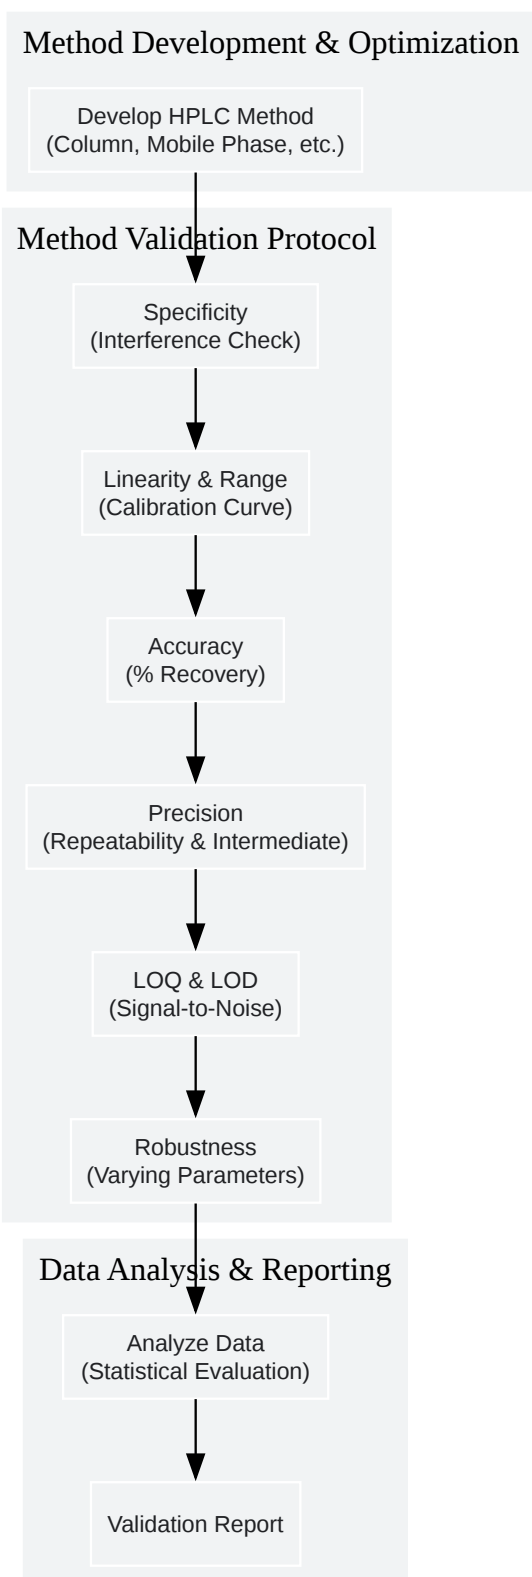 Method Development & Optimization
Develop HPLC Method
(Column, Mobile Phase, etc.)
Method Validation Protocol
Specificity
(Interference Check)
Linearity & Range
(Calibration Curve)
Accuracy
(% Recovery)
Precision
(Repeatability & Intermediate)
LOQ & LOD
(Signal-to-Noise)
Robustness
(Varying Parameters)
Data Analysis & Reporting
Analyze Data
(Statistical Evaluation)
Validation Report